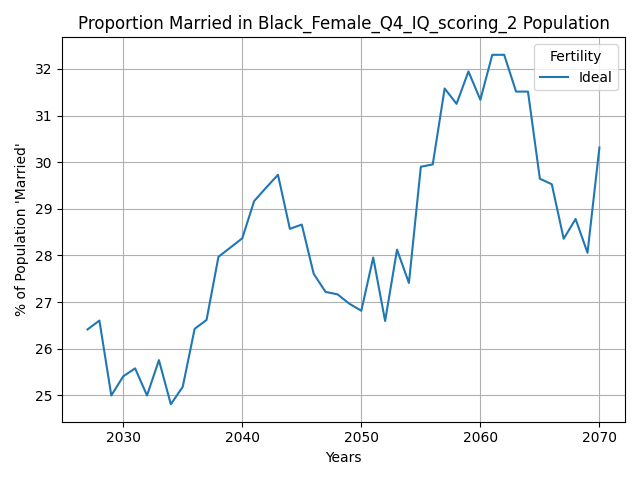 Proportion Married in Black_Female_Q4_IQ_scoring_2 Population
Fertility
Ideal
% of Population 'Married'
32
31
30
29
28
27
26
25
2030 2040 2050 2060 2070
Years